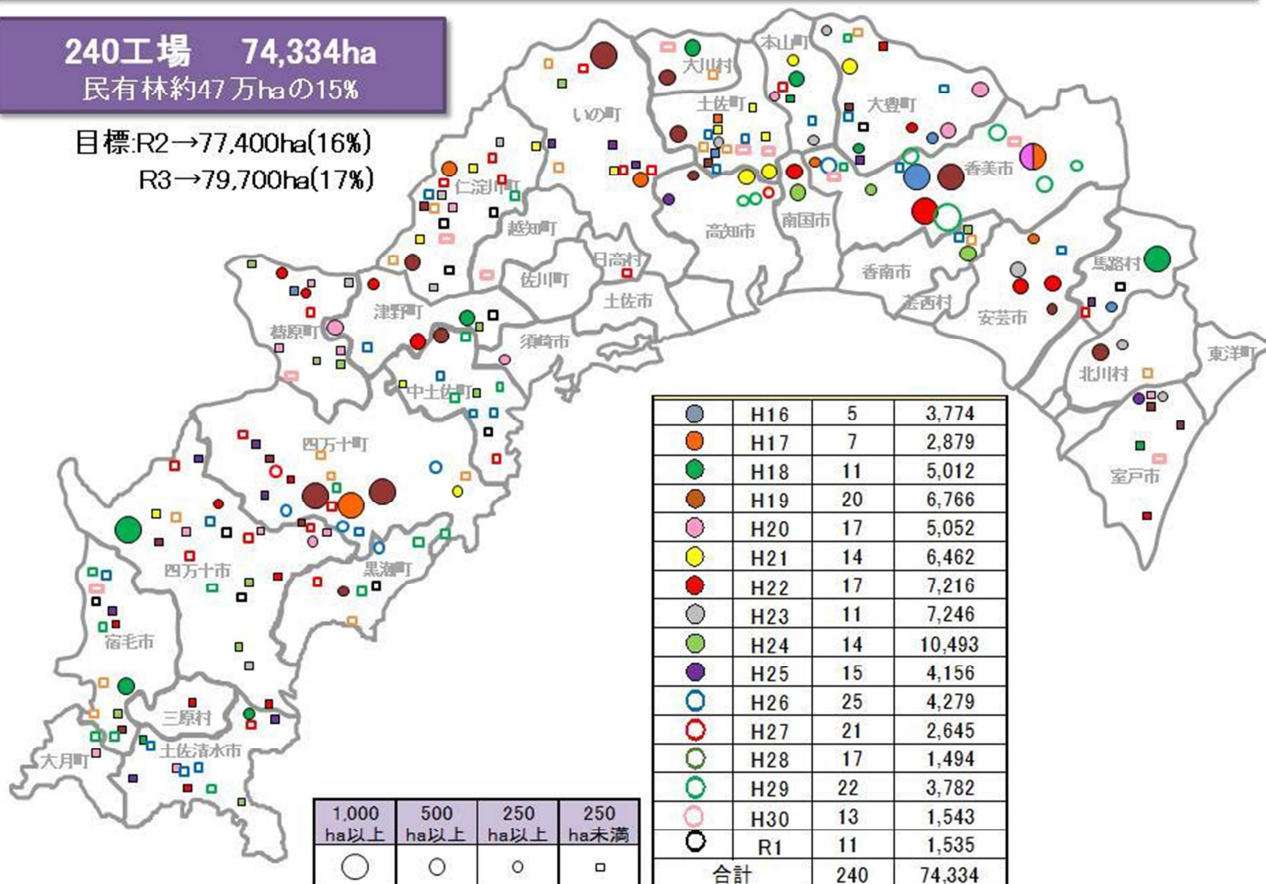 240工場 74,334ha
民有林約47万haの15%
目標:R2→77,400ha(16%)
R3→79,700ha(17%)
本山町
大川村
いの町
土佐町
大豊町
香美市
仁淀川町
越知町
高知市
南国市
日高村
佐川町
土佐市
香南市
芸西村
安芸市
馬路村
北川村
東洋町
室戸市
津野町
梼原町
須崎市
中土佐町
四万十町
四万十市
黒潮町
宿毛市
三原村
大月町
土佐清水市
H16 5 3,774
H17 7 2,879
H18 11 5,012
H19 20 6,766
H20 17 5,052
H21 14 6,462
H22 17 7,216
H23 11 7,246
H24 14 10,493
H25 15 4,156
H26 25 4,279
H27 21 2,645
H28 17 1,494
H29 22 3,782
H30 13 1,543
R1 11 1,535
合計 240 74,334
1,000 500 250 250
ha以上 ha以上 ha以上 ha未満